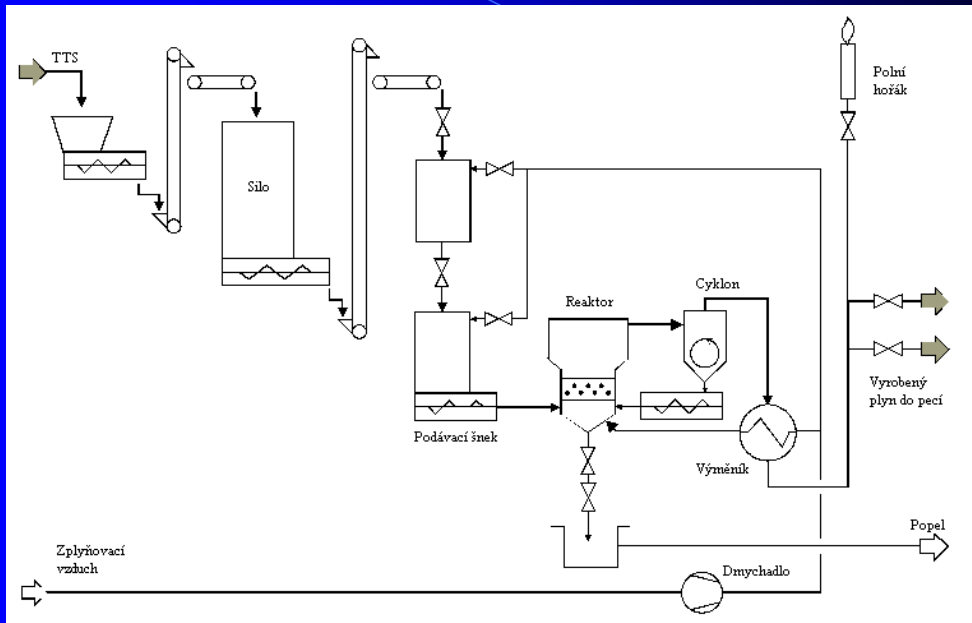 TTS
Polní
hořák
Silo
Reaktor
Cyklon
Vyrobený
plyn do pecí
Podávací šnek
Výměník
Popel
Zplyňovací
vzduch
Dmychadlo